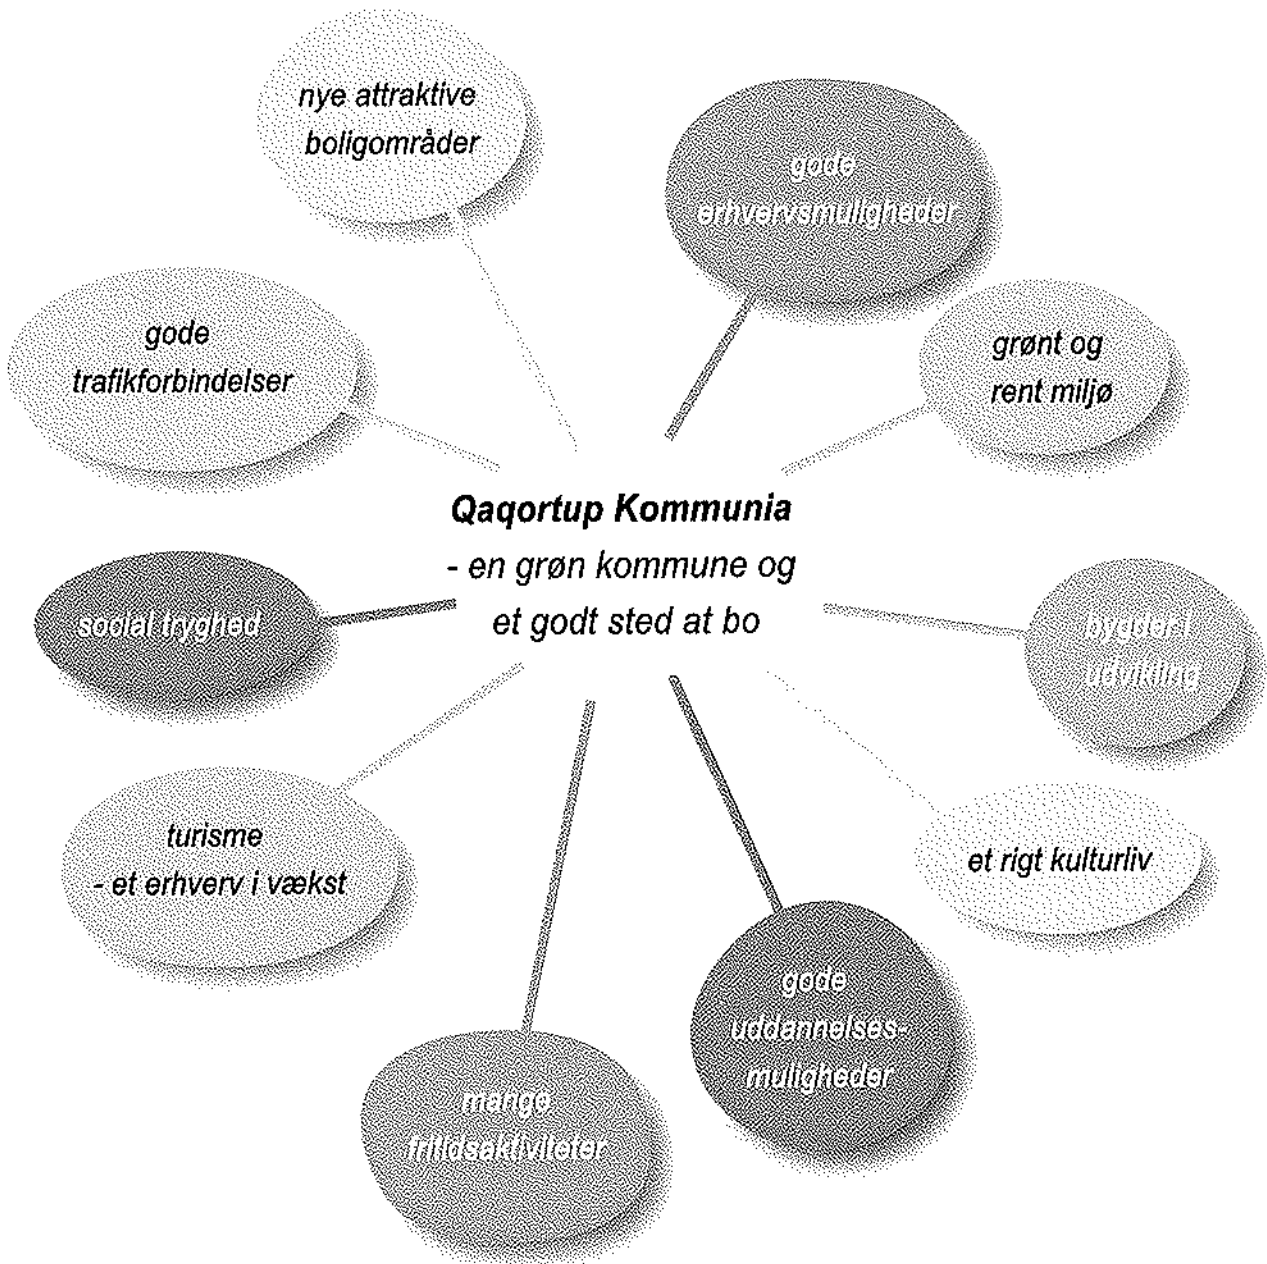 nye attraktive
boligområder
gode
erhvervsmuligheder
grønt og
rent miljø
gode
trafikforbindelser
Qaqortup Kommunia
- en grøn kommune og
et godt sted at bo
social tryghed
bygder i
udvikling
turisme
- et erhverv i vækst
et rigt kulturliv
gode
uddannelses-
muligheder
mange
fritidsaktiviteter